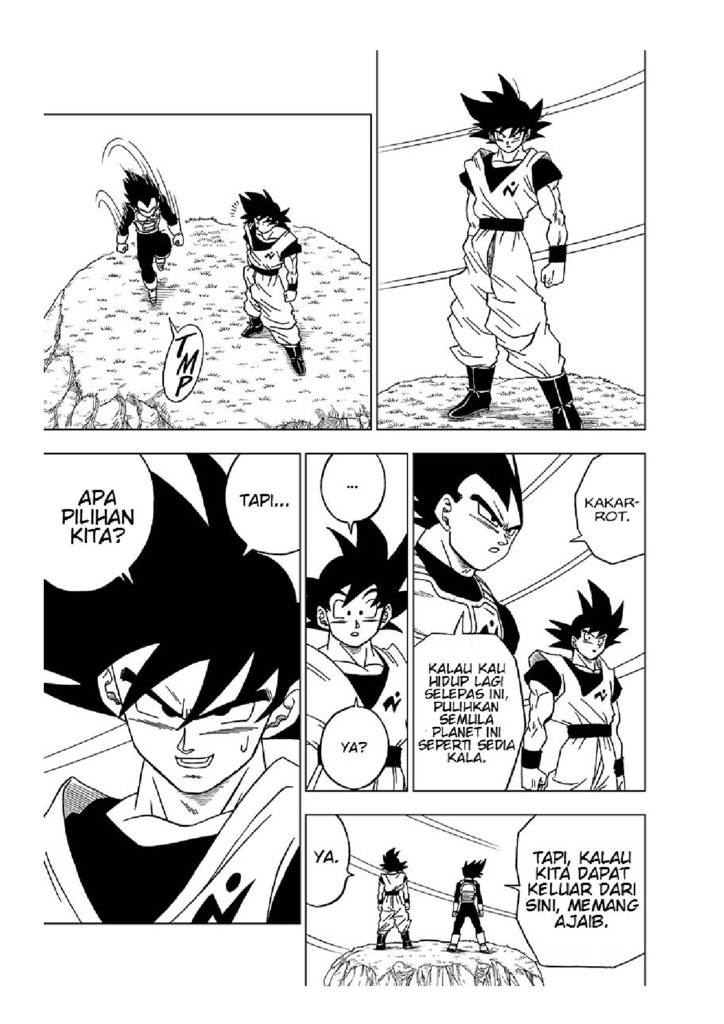 TMP
KAKAR-
ROT.
KALAU KAU
HIDUP LAGI
SELEPAS INI,
PULIHKAN
SEMULA
PLANET INI
SEPERTI SEDIA
KALA.
...
YA?
TAPI...
APA
PILIHAN
KITA?
TAPI, KALAU
KITA DAPAT
KELUAR DARI
SINI, MEMANG
AJAIB.
YA.